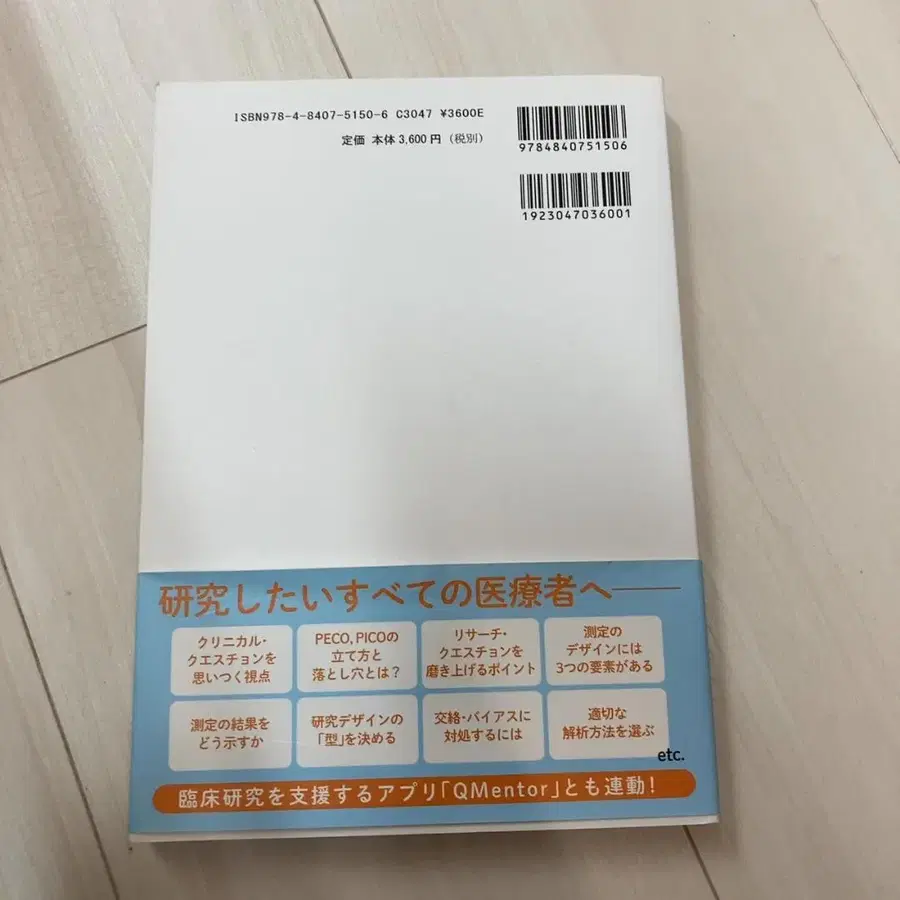 ISBN978-4-8407-5150-6 C3047 ¥3600E
定価 本体3,600円(税別)
9784840751506
1923047036001
研究したいすべての医療者へ――
クリニカル・
クエスチョンを
思いつく視点
PECO, PICOの
立て方と
落とし穴とは?
リサーチ・
クエスチョンを
磨き上げるポイント
測定の
デザインには
3つの要素がある
測定の結果を
どう示すか
研究デザインの
「型」を決める
交絡・バイアスに
対処するには
適切な
解析方法を選ぶ
etc.
臨床研究を支援するアプリ「QMentor」とも連動!